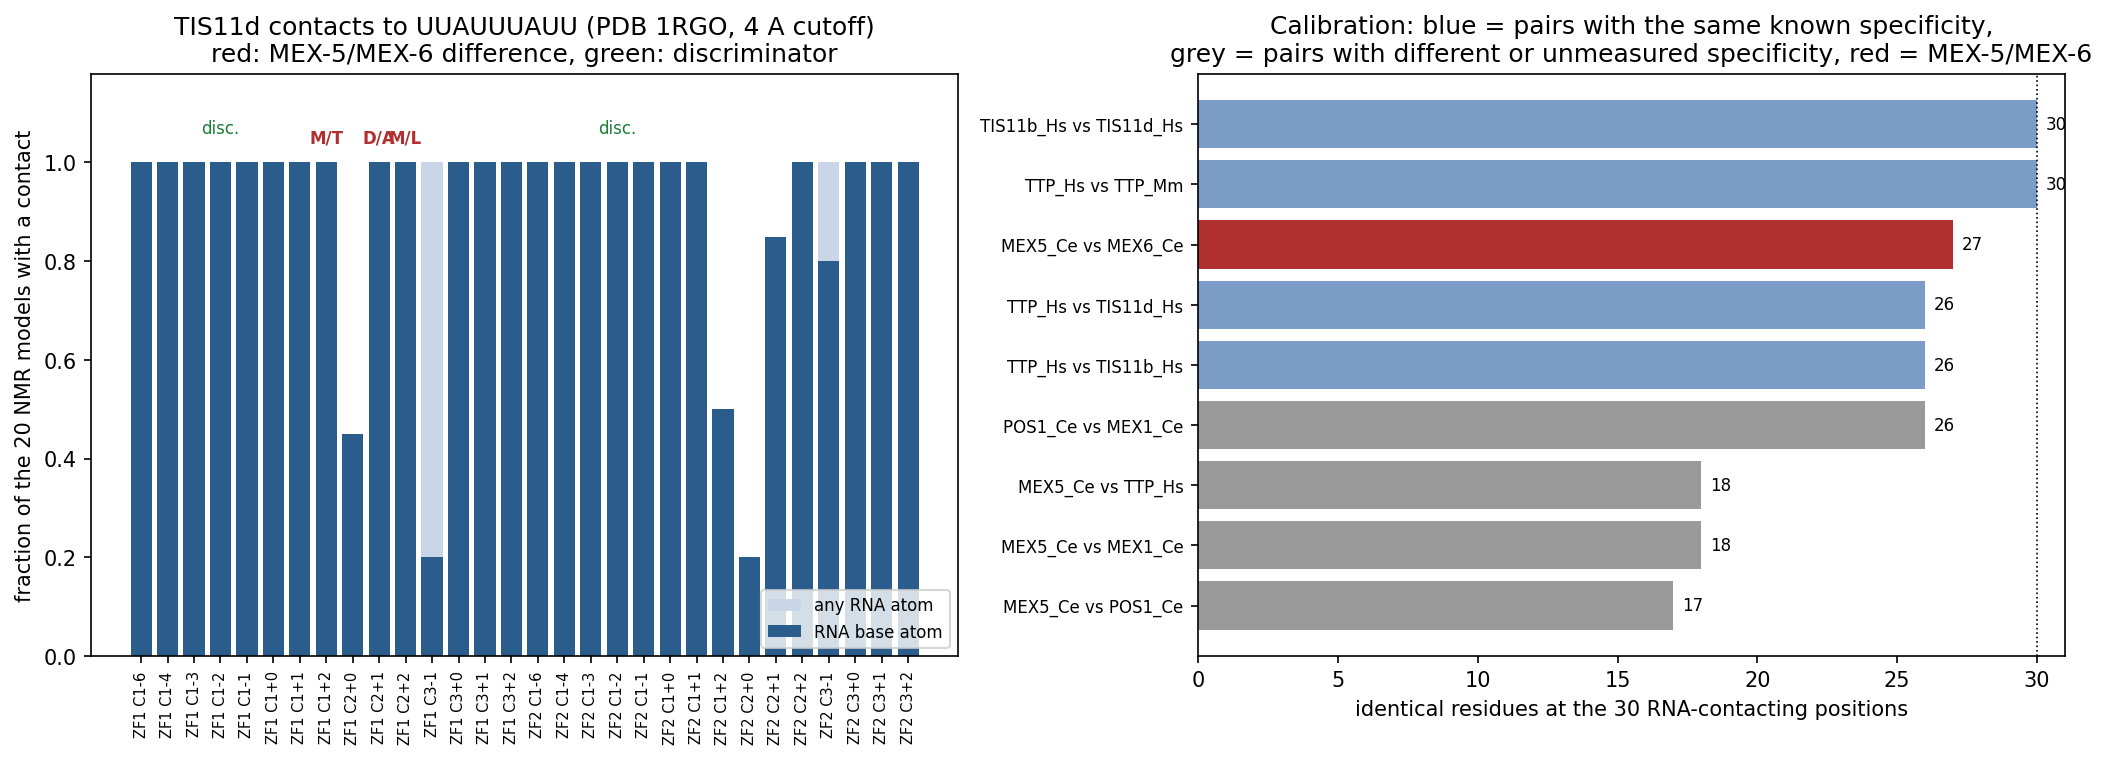 TIS11d contacts to UUAUUUAUU (PDB 1RGO, 4 A cutoff)
red: MEX-5/MEX-6 difference, green: discriminator
fraction of the 20 NMR models with a contact
1.0
0.8
0.6
0.4
0.2
0.0
disc.
M/T
D/A
M/L
disc.
any RNA atom
RNA base atom
ZF1 C1-6
ZF1 C1-4
ZF1 C1-3
ZF1 C1-2
ZF1 C1-1
ZF1 C1+0
ZF1 C1+1
ZF1 C1+2
ZF1 C2+0
ZF1 C2+1
ZF1 C2+2
ZF1 C3-1
ZF1 C3+0
ZF1 C3+1
ZF1 C3+2
ZF2 C1-6
ZF2 C1-4
ZF2 C1-3
ZF2 C1-2
ZF2 C1-1
ZF2 C1+0
ZF2 C1+1
ZF2 C1+2
ZF2 C2+0
ZF2 C2+1
ZF2 C2+2
ZF2 C3-1
ZF2 C3+0
ZF2 C3+1
ZF2 C3+2
Calibration: blue = pairs with the same known specificity,
grey = pairs with different or unmeasured specificity, red = MEX-5/MEX-6
TIS11b_Hs vs TIS11d_Hs 30
TTP_Hs vs TTP_Mm 30
MEX5_Ce vs MEX6_Ce 27
TTP_Hs vs TIS11d_Hs 26
TTP_Hs vs TIS11b_Hs 26
POS1_Ce vs MEX1_Ce 26
MEX5_Ce vs TTP_Hs 18
MEX5_Ce vs MEX1_Ce 18
MEX5_Ce vs POS1_Ce 17
0 5 10 15 20 25 30
identical residues at the 30 RNA-contacting positions